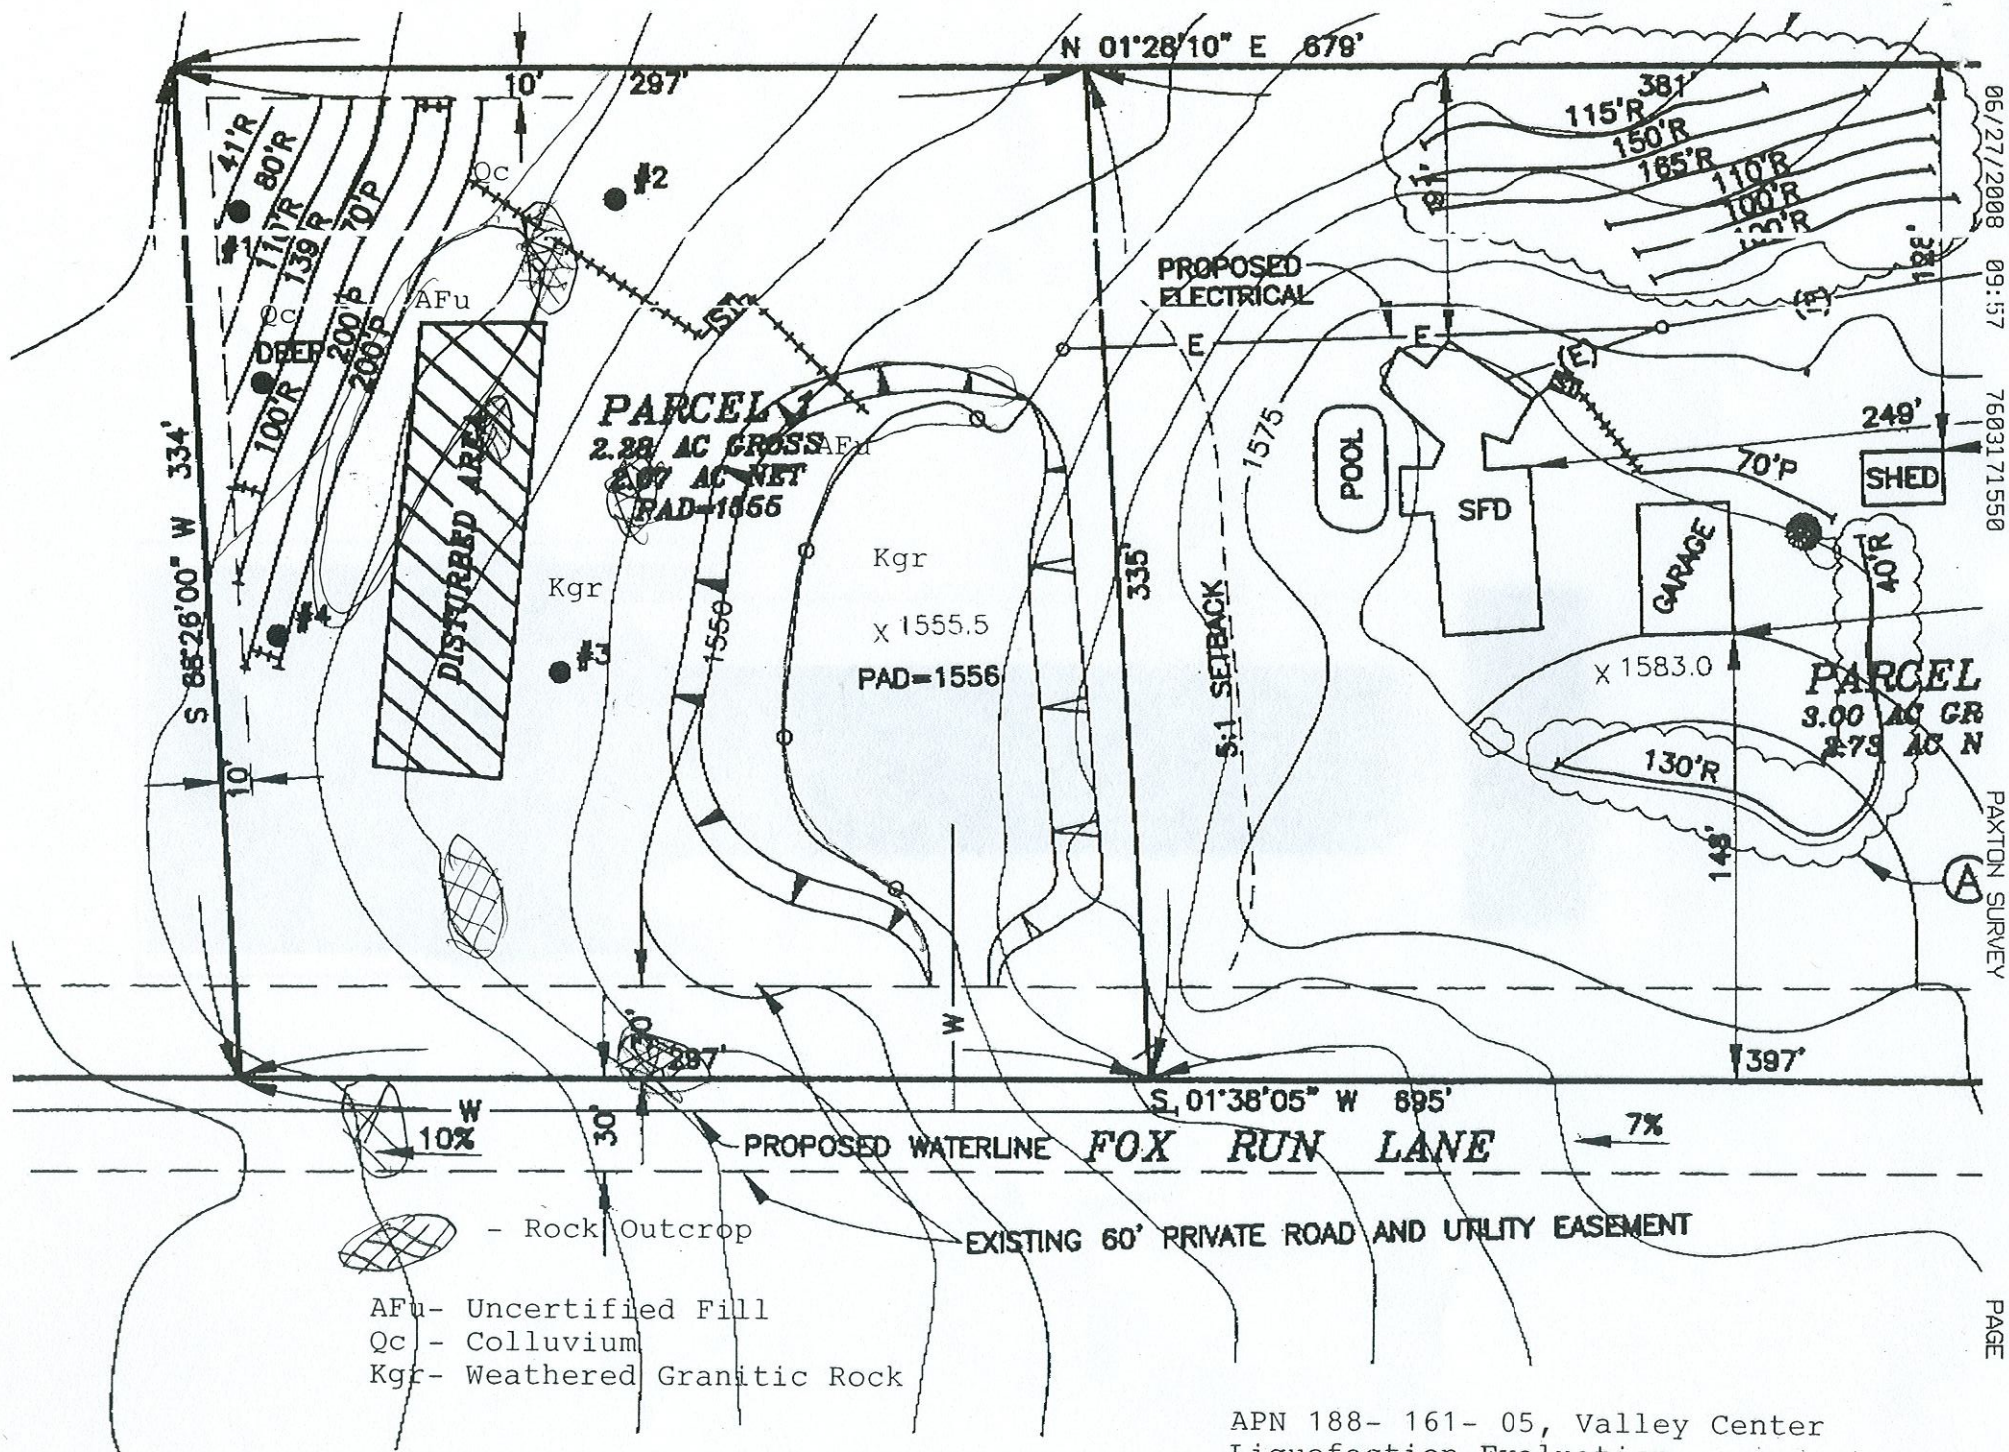 N 01°28'10" E 679'
10'
297'
381'
115'R
150'R
165'R
110'R
100'R
91'
128'
41'R
80'R
110'R
139'R
70'P
#1
#2
Qc
Qc
AFu
DEEP
200'P
200'P
100'R
PROPOSED
ELECTRICAL
E
E
(E)
(E)
PARCEL 1
2.28 AC GROSS
2.07 AC NET
PAD=1555
AFu
DISTURBED AREA
S 88°26'00" W 334'
1575
POOL
SFD
GARAGE
249'
SHED
70'P
40'R
Kgr
Kgr
X 1555.5
PAD=1556
1550
335'
5:1 SETBACK
#4
#3
X 1583.0
PARCEL
3.00 AC GR
2.73 AC N
130'R
148'
A
10'
W
30'
297'
397'
S 01°38'05" W 695'
W
10%
30'
PROPOSED WATERLINE
FOX RUN LANE
7%
- Rock Outcrop
EXISTING 60' PRIVATE ROAD AND UTILITY EASEMENT
AFu- Uncertified Fill
Qc - Colluvium
Kgr- Weathered Granitic Rock
APN 188- 161- 05, Valley Center
06/27/2008 09:57 7603171550 PAXTON SURVEY PAGE